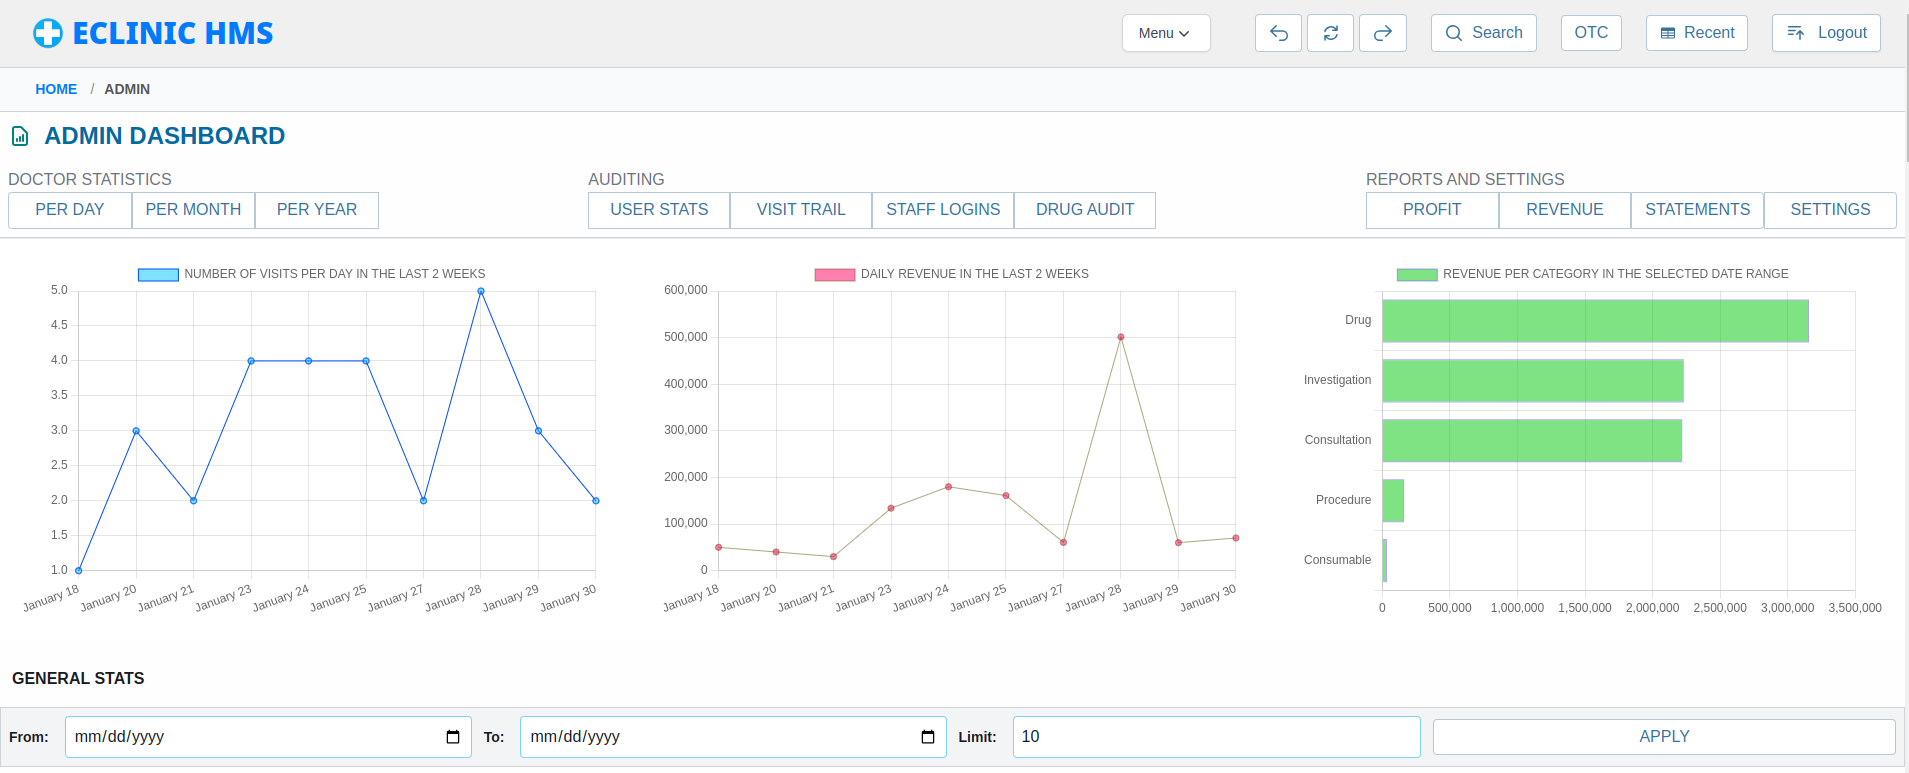 ECLINIC HMS
Menu
Search
OTC
Recent
Logout
HOME / ADMIN
ADMIN DASHBOARD
DOCTOR STATISTICS
PER DAY
PER MONTH
PER YEAR
AUDITING
USER STATS
VISIT TRAIL
STAFF LOGINS
DRUG AUDIT
REPORTS AND SETTINGS
PROFIT
REVENUE
STATEMENTS
SETTINGS
NUMBER OF VISITS PER DAY IN THE LAST 2 WEEKS
5.0
4.5
4.0
3.5
3.0
2.5
2.0
1.5
1.0
January 18
January 20
January 21
January 23
January 24
January 25
January 27
January 28
January 29
January 30
DAILY REVENUE IN THE LAST 2 WEEKS
600,000
500,000
400,000
300,000
200,000
100,000
0
January 18
January 20
January 21
January 23
January 24
January 25
January 27
January 28
January 29
January 30
REVENUE PER CATEGORY IN THE SELECTED DATE RANGE
Drug
Investigation
Consultation
Procedure
Consumable
0
500,000
1,000,000
1,500,000
2,000,000
2,500,000
3,000,000
3,500,000
GENERAL STATS
From: mm/dd/yyyy To: mm/dd/yyyy Limit: 10 APPLY